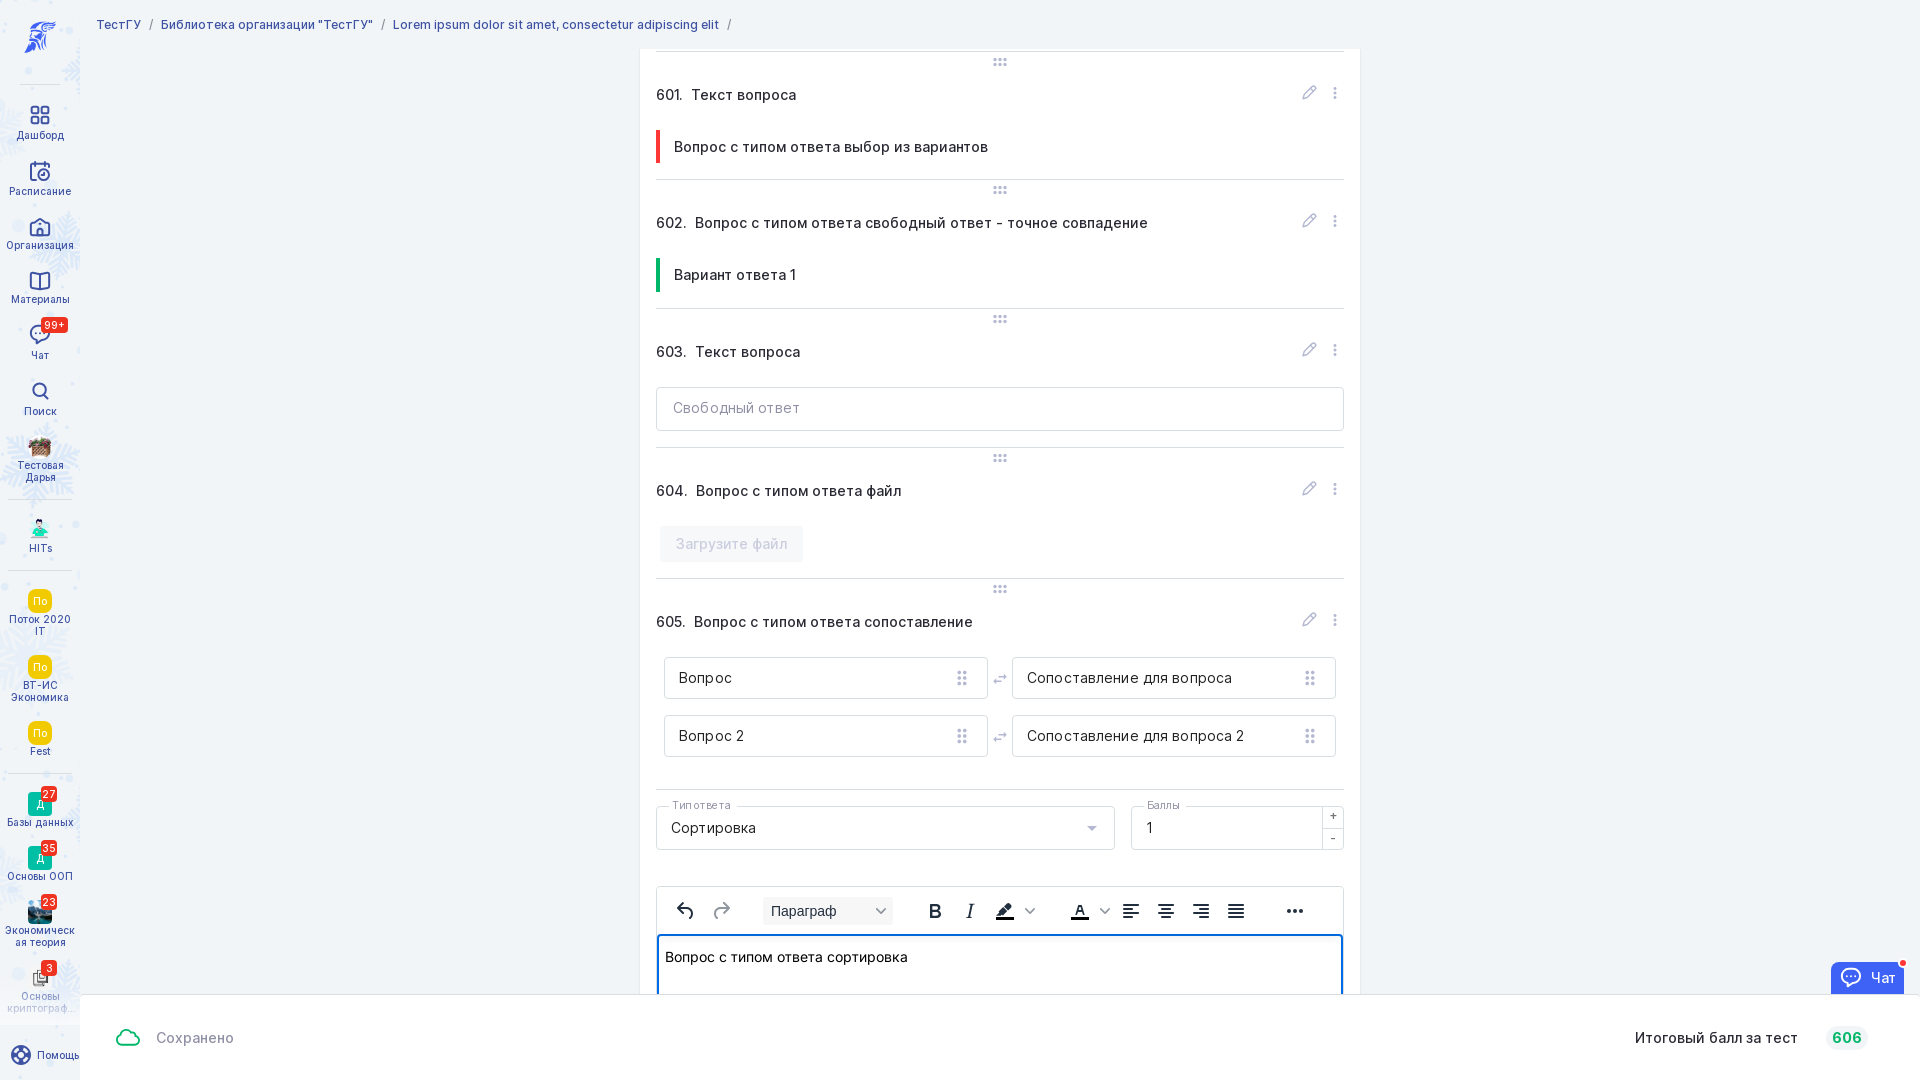 ТестГУ / Библиотека организации "ТестГУ" / Lorem ipsum dolor sit amet, consectetur adipiscing elit /
Дашборд
Расписание
Организация
Материалы
99+
Чат
Поиск
Тестовая
Дарья
HITs
По
Поток 2020
IT
По
ВТ-ИС
Экономика
По
Fest
27
Д
Базы данных
35
Д
Основы ООП
23
Экономическ
ая теория
3
Основы
криптограф...
Помощь
601. Текст вопроса
Вопрос с типом ответа выбор из вариантов
602. Вопрос с типом ответа свободный ответ - точное совпадение
Вариант ответа 1
603. Текст вопроса
Свободный ответ
604. Вопрос с типом ответа файл
Загрузите файл
605. Вопрос с типом ответа сопоставление
Вопрос
Сопоставление для вопроса
Вопрос 2
Сопоставление для вопроса 2
Тип ответа
Сортировка
Баллы
1
+
-
Параграф
B I A
Вопрос с типом ответа сортировка
Чат
Сохранено
Итоговый балл за тест 606